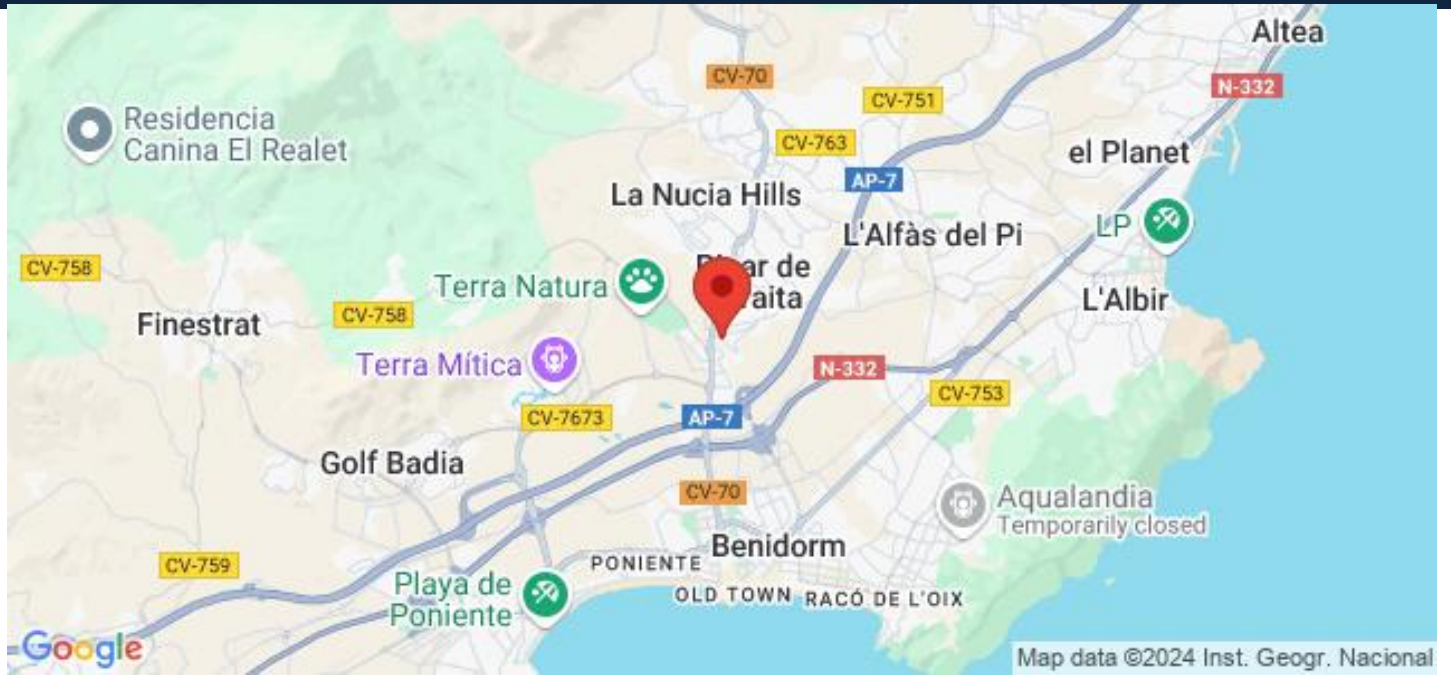 Altea
CV-70
N-332
CV-751
Residencia
Canina El Realet
CV-763
el Planet
AP-7
La Nucia Hills
LP
L'Alfàs del Pi
CV-758
Terra Natura
ar de
aita
L'Albir
Finestrat
CV-758
Terra Mítica
N-332
CV-753
CV-7673
AP-7
Golf Badia
CV-70
Aqualandia
Temporarily closed
Benidorm
PONIENTE
CV-759
Playa de
Poniente
OLD TOWN
RACÓ DE L'OIX
Google
Map data ©2024 Inst. Geogr. Nacional